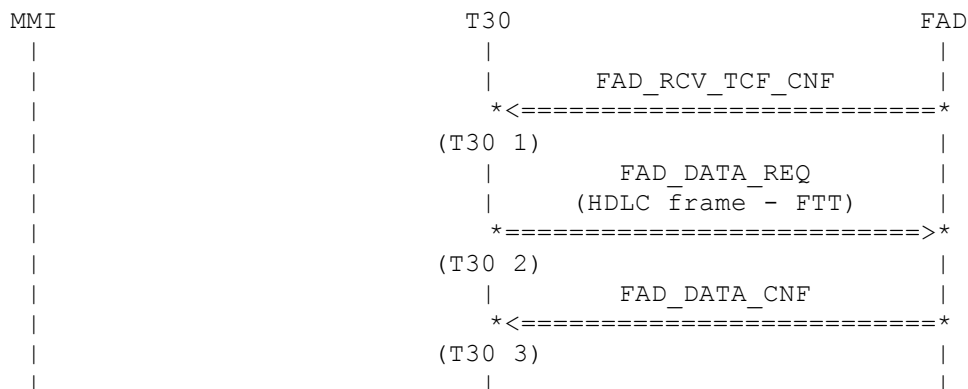 MMI T30 FAD
| | |
| | FAD_RCV_TCF_CNF |
| *<==========================*
| (T30 1) |
| | FAD_DATA_REQ |
| | (HDLC frame - FTT) |
| *==========================>*
| (T30 2) |
| | FAD_DATA_CNF |
| *<==========================*
| (T30 3) |
| | |